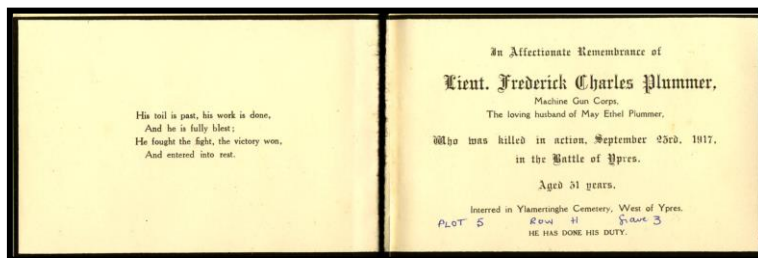 His toil is past, his work is done,
And he is fully blest;
He fought the fight, the victory won,
And entered into rest.
In Affectionate Remembrance of
Lieut. Frederick Charles Plummer,
Machine Gun Corps,
The loving husband of May Ethel Plummer,
Who was killed in action, September 23rd, 1917,
in the Battle of Ypres.
Aged 31 years.
Interred in Ylamertinghe Cemetery, West of Ypres.
PLOT 5 ROW H Grave 3
HE HAS DONE HIS DUTY.